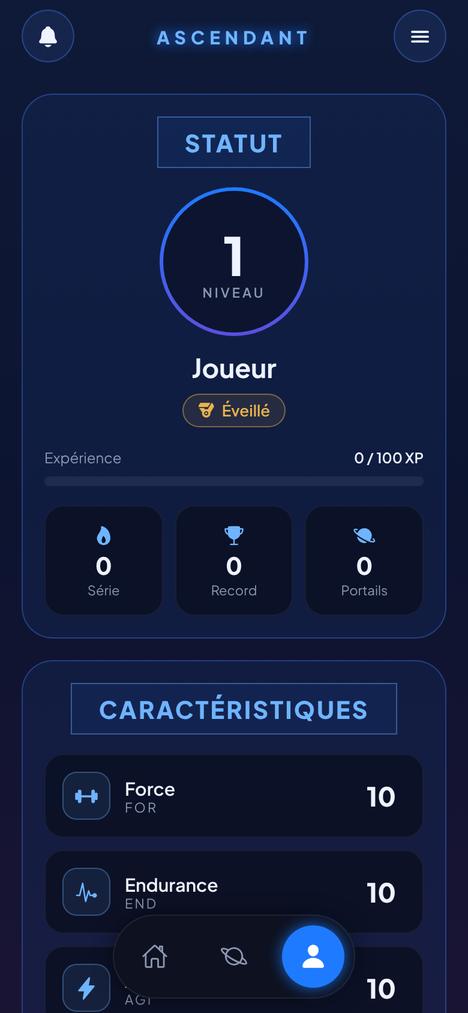 ASCENDANT
STATUT
1
NIVEAU
Joueur
Éveillé
Expérience
0 / 100 XP
0
0
0
Série
Record
Portails
CARACTÉRISTIQUES
Force
FOR
10
Endurance
END
10
AGI
10